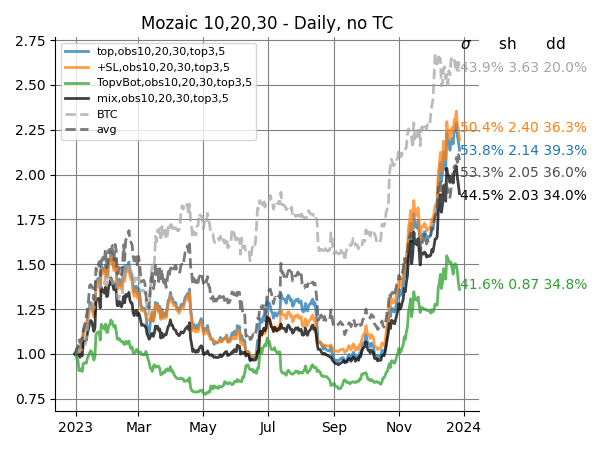 Mozaic 10,20,30 - Daily, no TC
σ sh dd
top,obs10,20,30,top3,5
+SL,obs10,20,30,top3,5
TopvBot,obs10,20,30,top3,5
mix,obs10,20,30,top3,5
BTC
avg
43.9% 3.63 20.0%
50.4% 2.40 36.3%
53.8% 2.14 39.3%
53.3% 2.05 36.0%
44.5% 2.03 34.0%
41.6% 0.87 34.8%
2.75
2.50
2.25
2.00
1.75
1.50
1.25
1.00
0.75
2023 Mar May Jul Sep Nov 2024